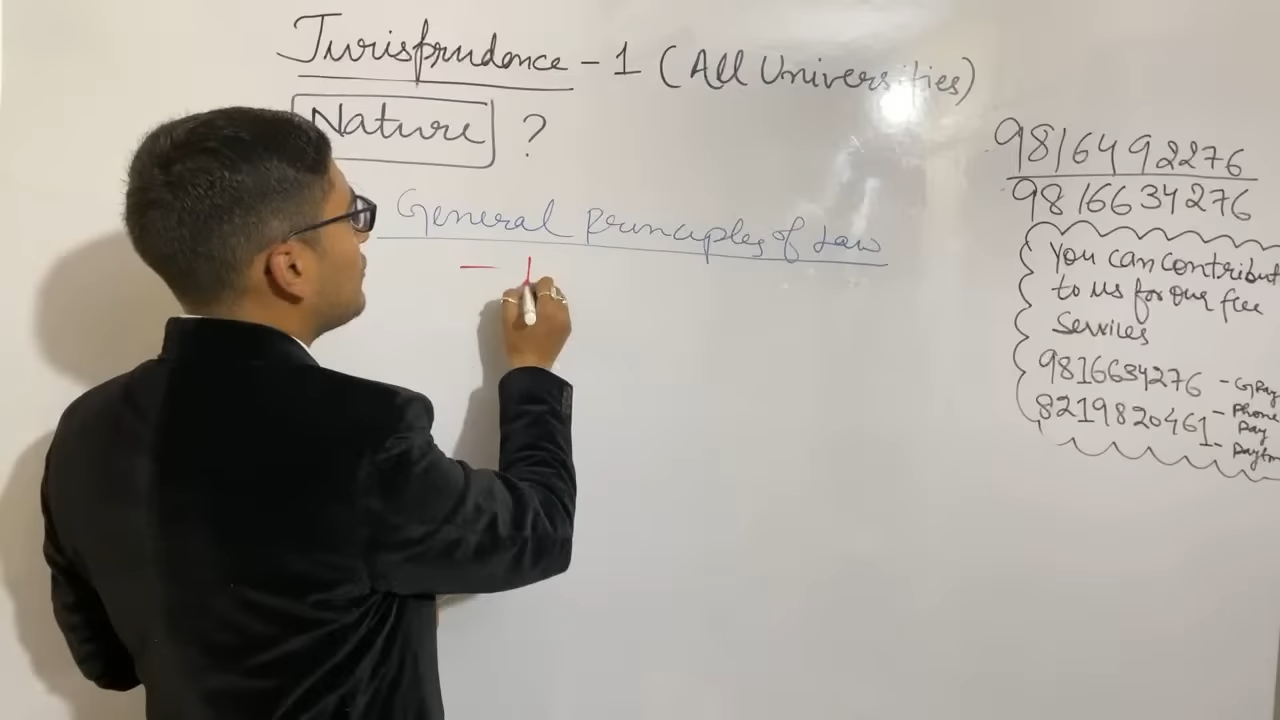 Jurisprudence - 1 (All Universities)
Nature ?
General principles of Law
9816492276
9816634276
You can contribut
to us for our free
Services
9816634276 - GPay
8219820461 - Phone
Pay
- Paytm